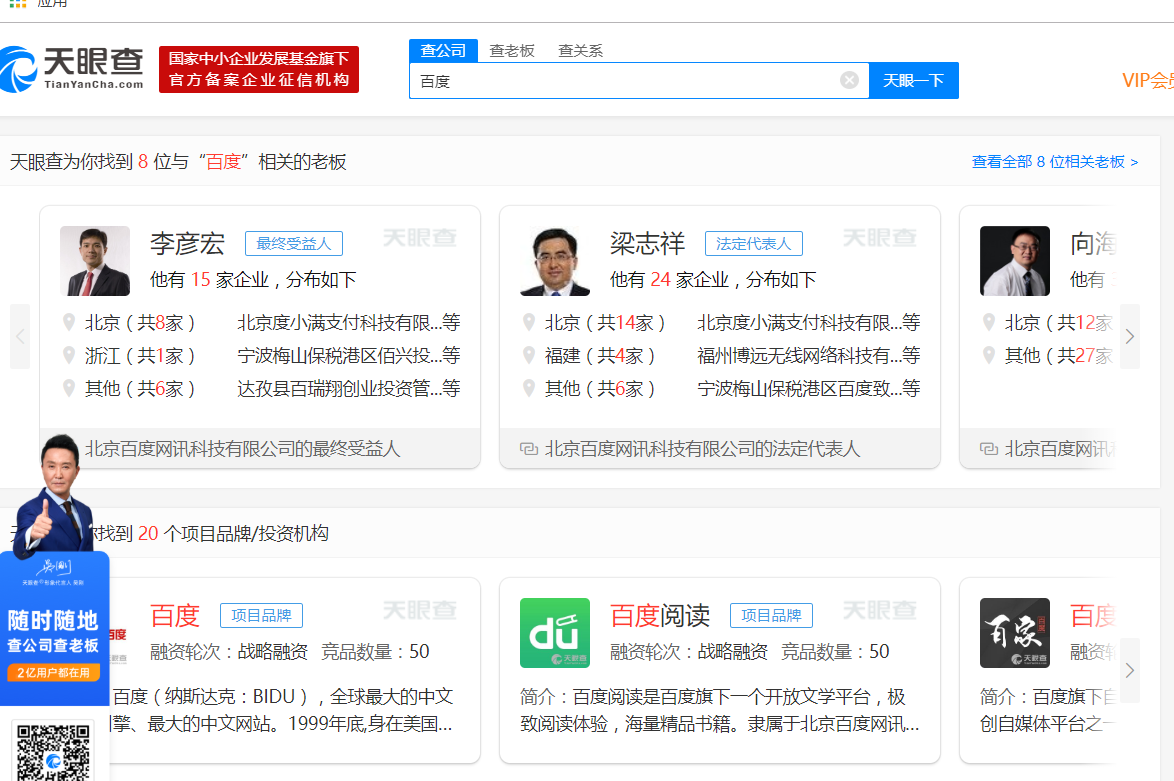 应用
天眼查
TianYanCha.com
国家中小企业发展基金旗下
官方备案企业征信机构
查公司 查老板 查关系
百度
天眼一下
VIP会
天眼查为你找到 8 位与“百度”相关的老板
查看全部 8 位相关老板 >
李彦宏 最终受益人
天眼查
他有 15 家企业，分布如下
北京（共8家） 北京度小满支付科技有限...等
浙江（共1家） 宁波梅山保税港区佰兴投...等
其他（共6家） 达孜县百瑞翔创业投资管...等
北京百度网讯科技有限公司的最终受益人
梁志祥 法定代表人
天眼查
他有 24 家企业，分布如下
北京（共14家） 北京度小满支付科技有限...等
福建（共4家） 福州博远无线网络科技有...等
其他（共6家） 宁波梅山保税港区百度致...等
北京百度网讯科技有限公司的法定代表人
向海
他有
北京（共12家
其他（共27家
北京百度网讯科
找到 20 个项目品牌/投资机构
百度 项目品牌
天眼查
融资轮次：战略融资 竞品数量：50
百度（纳斯达克：BIDU），全球最大的中文
擎、最大的中文网站。1999年底,身在美国...
百度阅读 项目品牌
天眼查
融资轮次：战略融资 竞品数量：50
du
天眼查
简介：百度阅读是百度旗下一个开放文学平台，极
致阅读体验，海量精品书籍。隶属于北京百度网讯...
百家
天眼查
百度
融资轮
简介：百度旗下自
创自媒体平台之一
随时随地
查公司查老板
2亿用户都在用